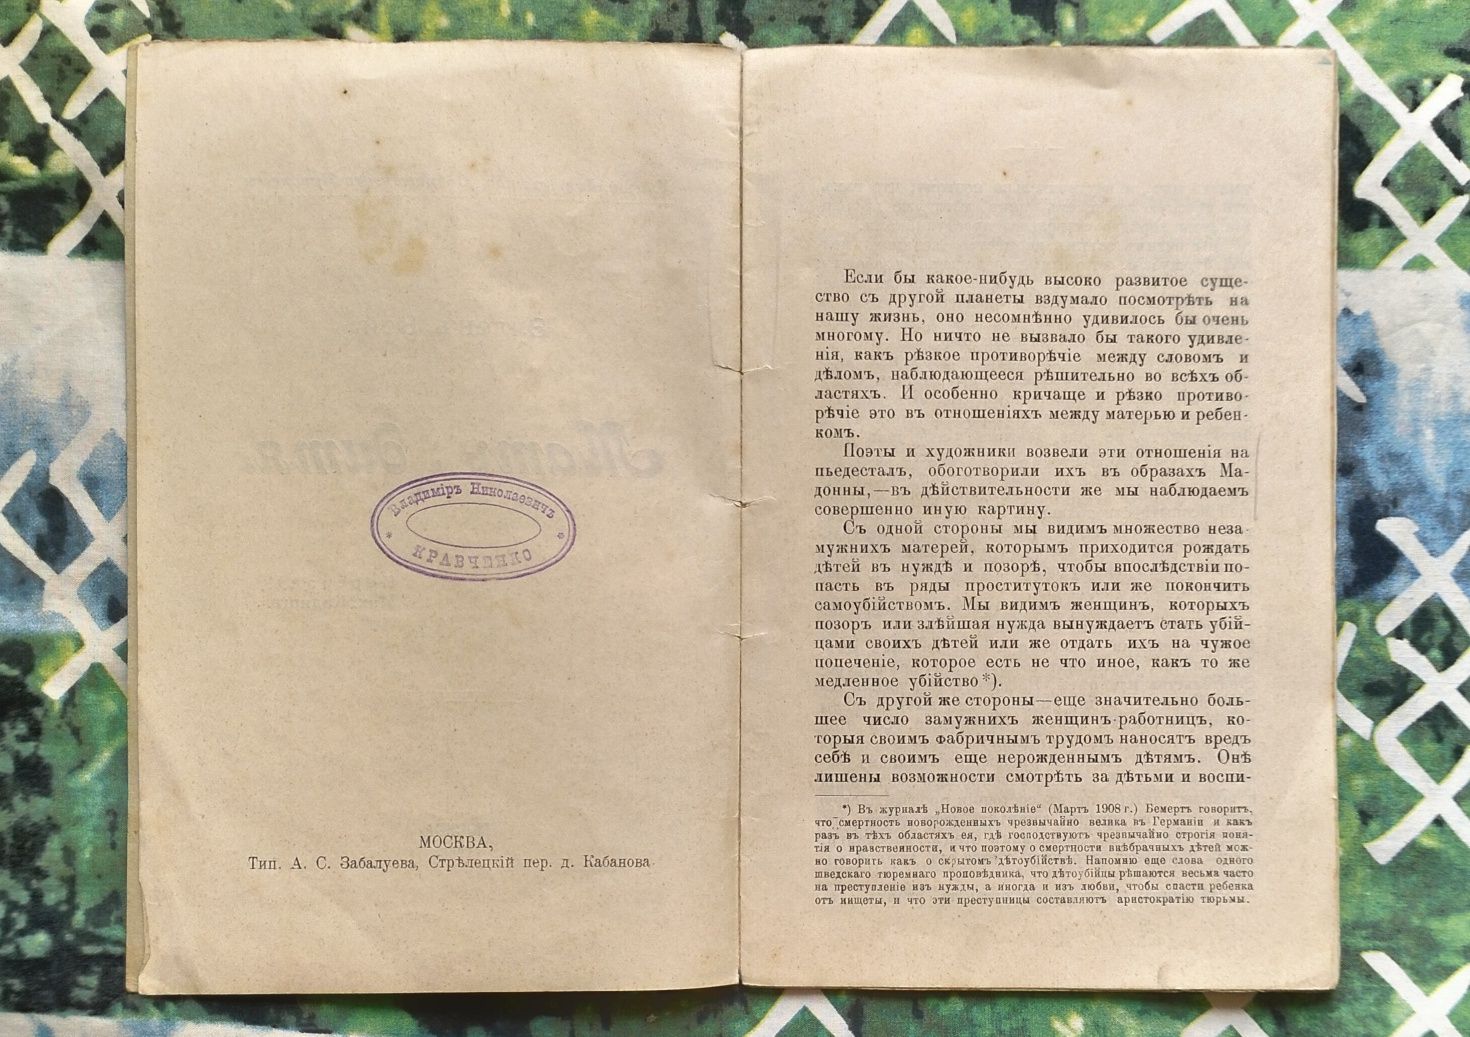 Владиміръ Николаевичъ
* КРАВЧЕНКО *
МОСКВА,
Тип. А. С. Забалуева, Стрѣлецкій пер. д. Кабанова
Если бы какое-нибудь высоко развитое суще-
ство съ другой планеты вздумало посмотрѣть на
нашу жизнь, оно несомнѣнно удивилось бы очень
многому. Но ничто не вызвало бы такого удивле-
нія, какъ рѣзкое противорѣчіе между словомъ и
дѣломъ, наблюдающееся рѣшительно во всѣхъ об-
ластяхъ. И особенно кричаще и рѣзко противо-
рѣчіе это въ отношеніяхъ между матерью и ребен-
комъ.
Поэты и художники возвели эти отношенія на
пьедесталъ, обоготворили ихъ въ образахъ Ма-
донны,—въ дѣйствительности же мы наблюдаемъ
совершенно иную картину.
Съ одной стороны мы видимъ множество неза-
мужнихъ матерей, которымъ приходится рождать
дѣтей въ нуждѣ и позорѣ, чтобы впослѣдствіи по-
пасть въ ряды проститутокъ или же покончить
самоубійствомъ. Мы видимъ женщинъ, которыхъ
позоръ или злѣйшая нужда вынуждаетъ стать убій-
цами своихъ дѣтей или же отдать ихъ на чужое
попеченіе, которое есть не что иное, какъ то же
медленное убійство*).
Съ другой же стороны—еще значительно боль-
шее число замужнихъ женщинъ-работницъ, ко-
торыя своимъ фабричнымъ трудомъ наносятъ вредъ
себѣ и своимъ еще нерожденнымъ дѣтямъ. Онѣ
лишены возможности смотрѣть за дѣтьми и воспи-
*) Въ журналѣ „Новое поколѣніе“ (Мартъ 1908 г.) Бемертъ говоритъ,
что смертность новорожденныхъ чрезвычайно велика въ Германіи и какъ
разъ въ тѣхъ областяхъ ея, гдѣ господствуютъ чрезвычайно строгія поня-
тія о нравственности, и что поэтому о смертности внѣбрачныхъ дѣтей мож-
но говорить какъ о скрытомъ дѣтоубійствѣ. Напомню еще слова одного
шведскаго тюремнаго проповѣдника, что дѣтоубійцы рѣшаются весьма часто
на преступленіе изъ нужды, а иногда и изъ любви, чтобы спасти ребенка
отъ нищеты, и что эти преступницы составляютъ аристократію тюрьмы.